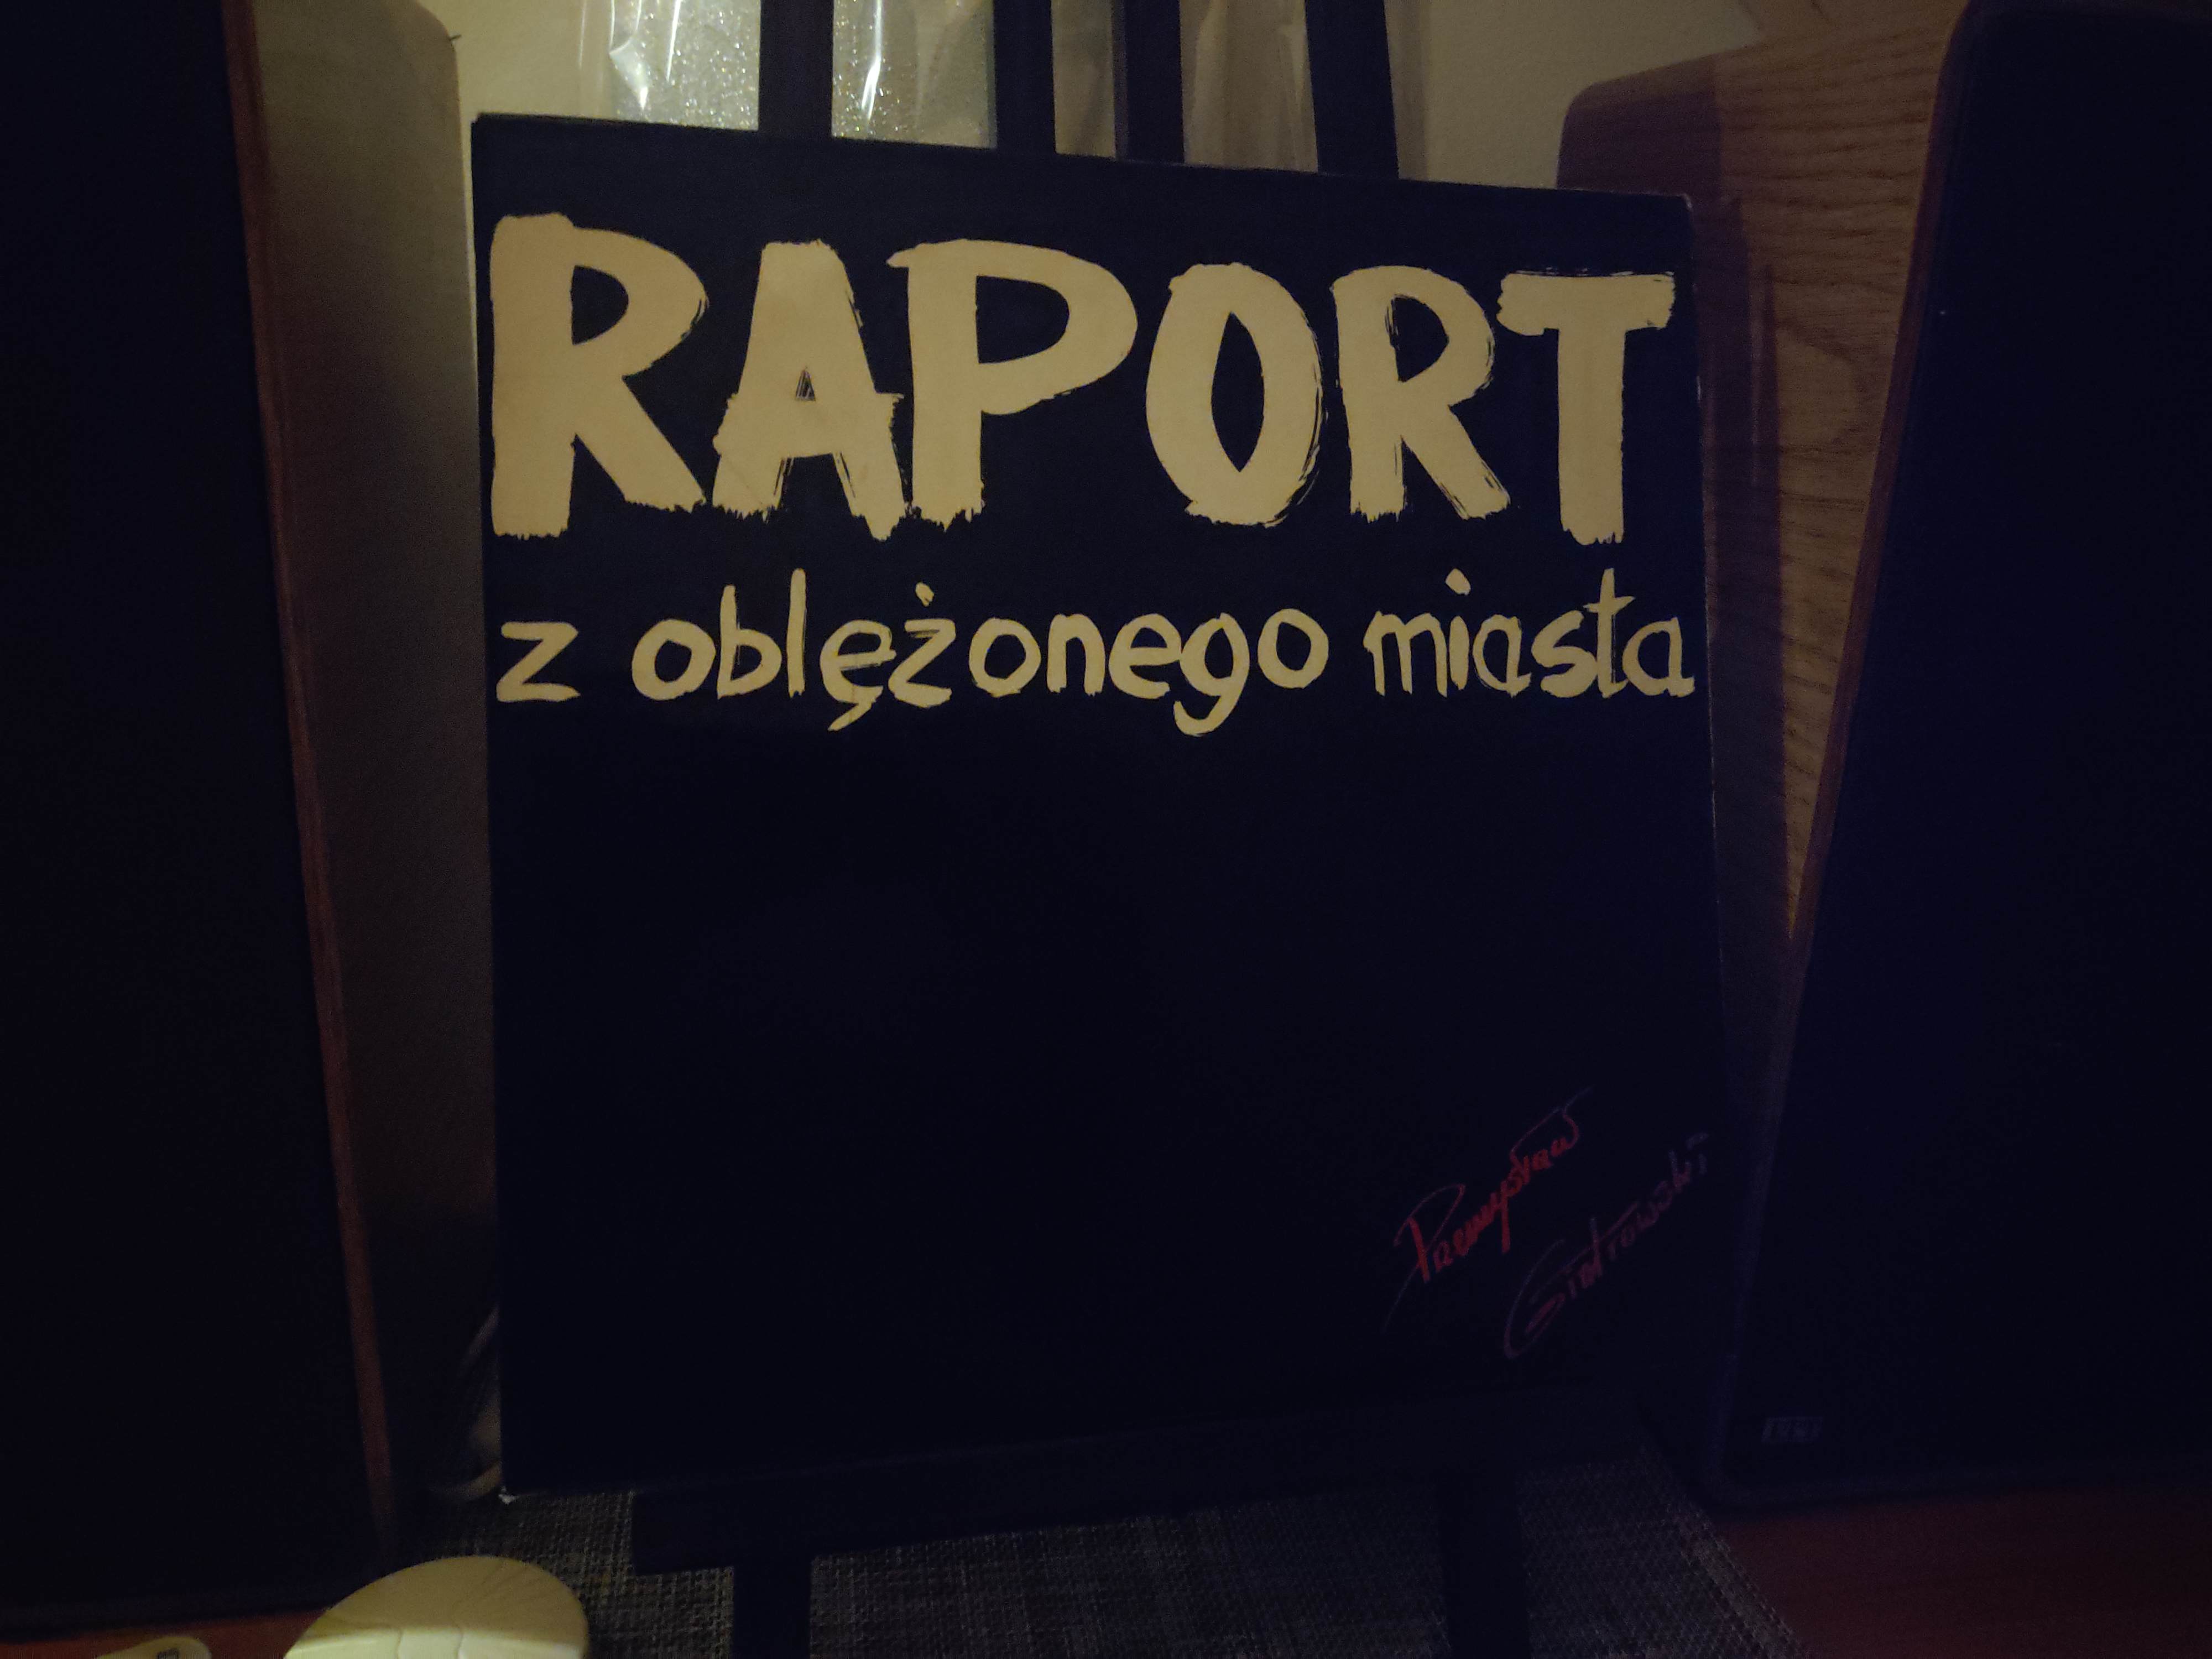 RAPORT
z oblężonego miasta
Przemysław
Gintrowski